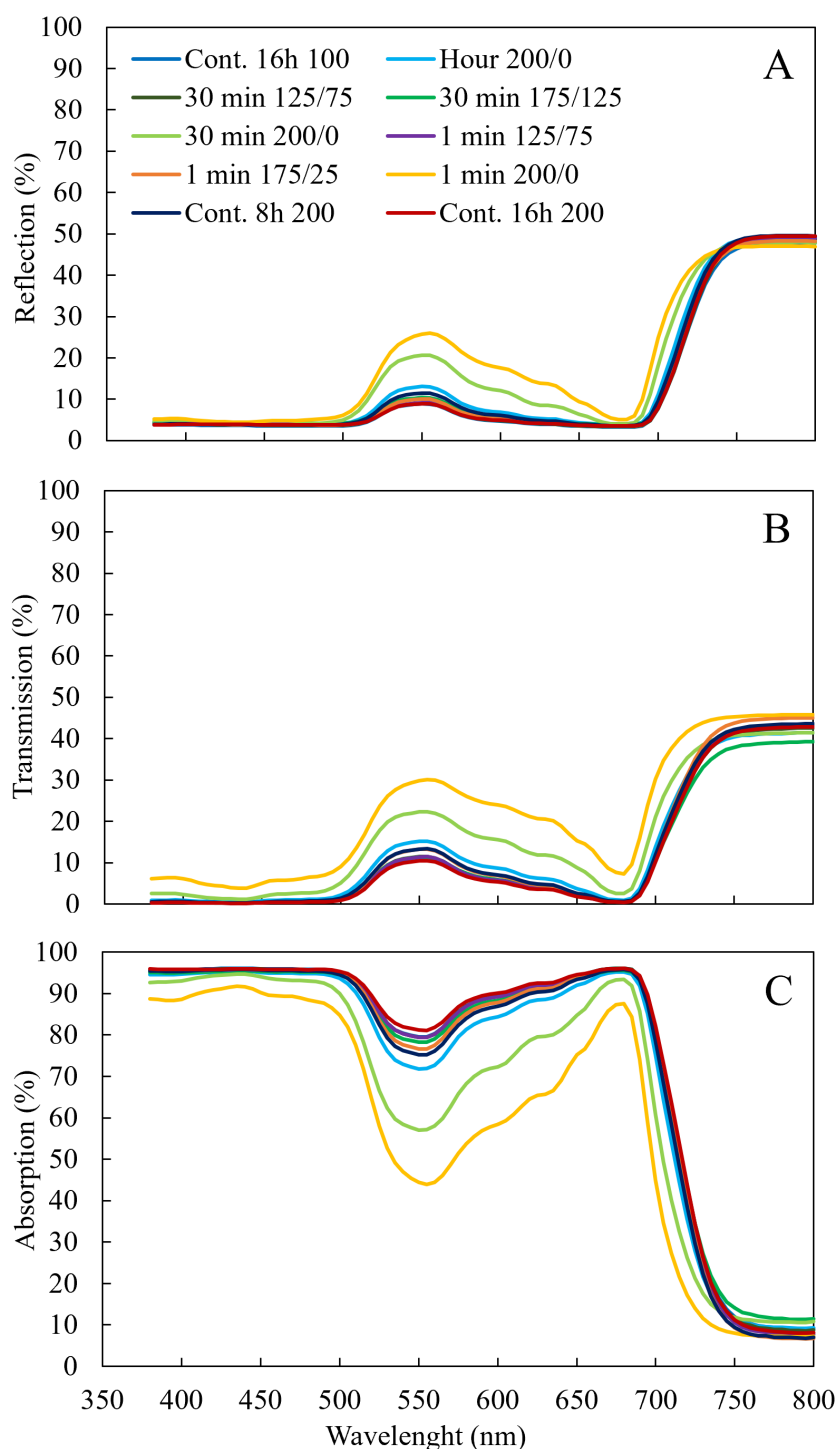 100
90
80
70
60
50
40
30
20
10
0
Reflection (%)
A
Cont. 16h 100
Hour 200/0
30 min 125/75
30 min 175/125
30 min 200/0
1 min 125/75
1 min 175/25
1 min 200/0
Cont. 8h 200
Cont. 16h 200
100
90
80
70
60
50
40
30
20
10
0
Transmission (%)
B
100
90
80
70
60
50
40
30
20
10
0
Absorption (%)
C
350 400 450 500 550 600 650 700 750 800
Wavelenght (nm)